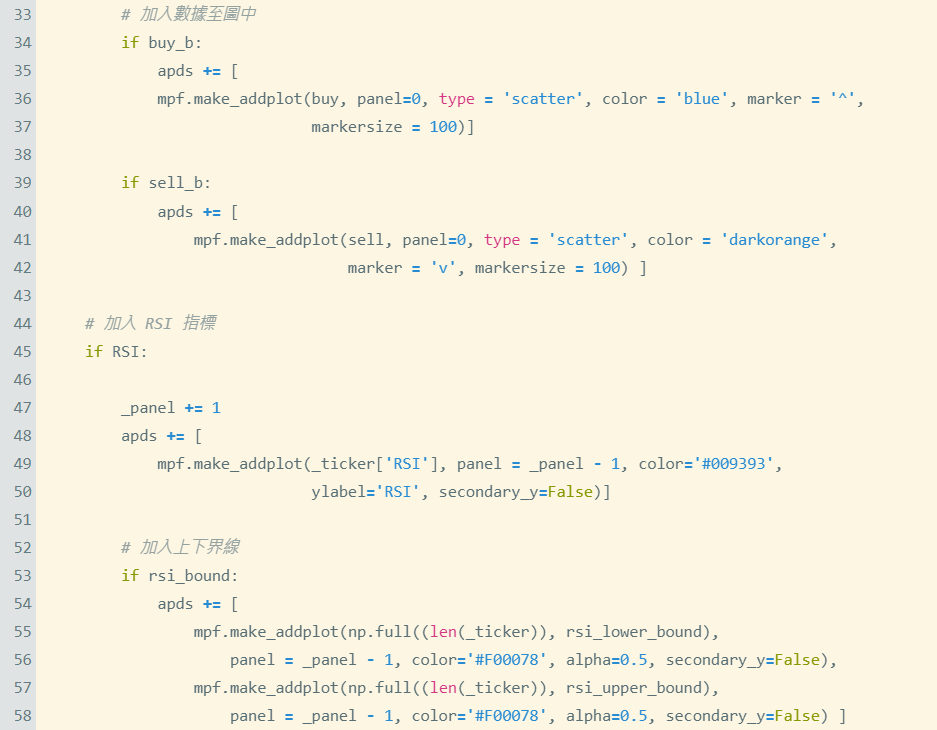 33 # 加入數據至圖中
34 if buy_b:
35 apds += [
36 mpf.make_addplot(buy, panel=0, type = 'scatter', color = 'blue', marker = '^',
37 markersize = 100)]
38
39 if sell_b:
40 apds += [
41 mpf.make_addplot(sell, panel=0, type = 'scatter', color = 'darkorange',
42 marker = 'v', markersize = 100) ]
43
44 # 加入 RSI 指標
45 if RSI:
46
47 _panel += 1
48 apds += [
49 mpf.make_addplot(_ticker['RSI'], panel = _panel - 1, color='#009393',
50 ylabel='RSI', secondary_y=False)]
51
52 # 加入上下界線
53 if rsi_bound:
54 apds += [
55 mpf.make_addplot(np.full((len(_ticker)), rsi_lower_bound),
56 panel = _panel - 1, color='#F00078', alpha=0.5, secondary_y=False),
57 mpf.make_addplot(np.full((len(_ticker)), rsi_upper_bound),
58 panel = _panel - 1, color='#F00078', alpha=0.5, secondary_y=False) ]